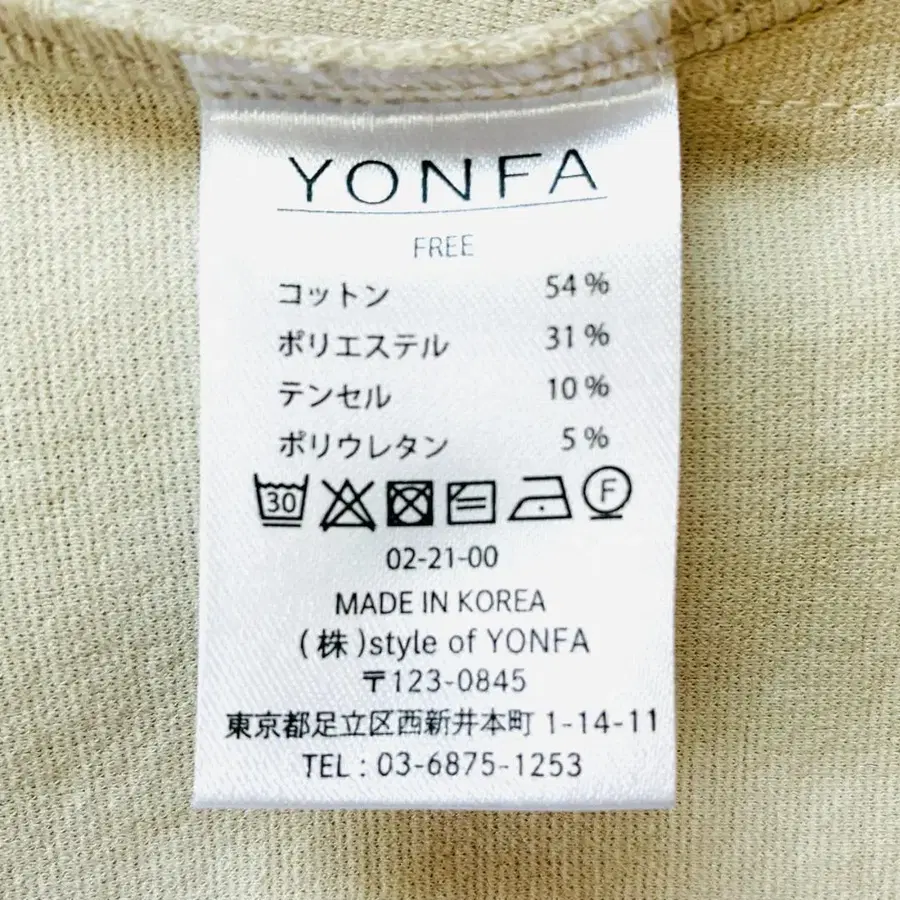 YONFA
FREE
コットン 54%
ポリエステル 31%
テンセル 10%
ポリウレタン 5%
30 F
02-21-00
MADE IN KOREA
(株)style of YONFA
〒123-0845
東京都足立区西新井本町 1-14-11
TEL : 03-6875-1253